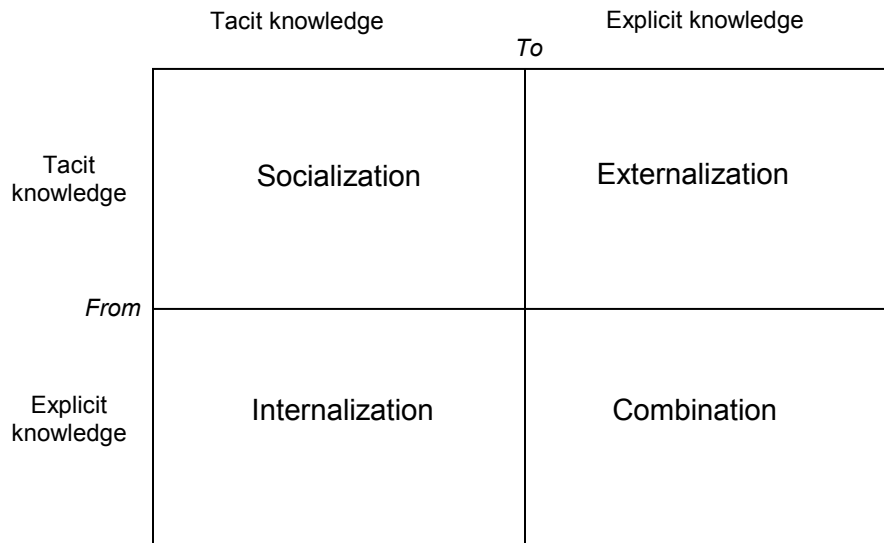 Tacit knowledge
Explicit knowledge
To
Tacit
knowledge
Socialization
Externalization
From
Explicit
knowledge
Internalization
Combination